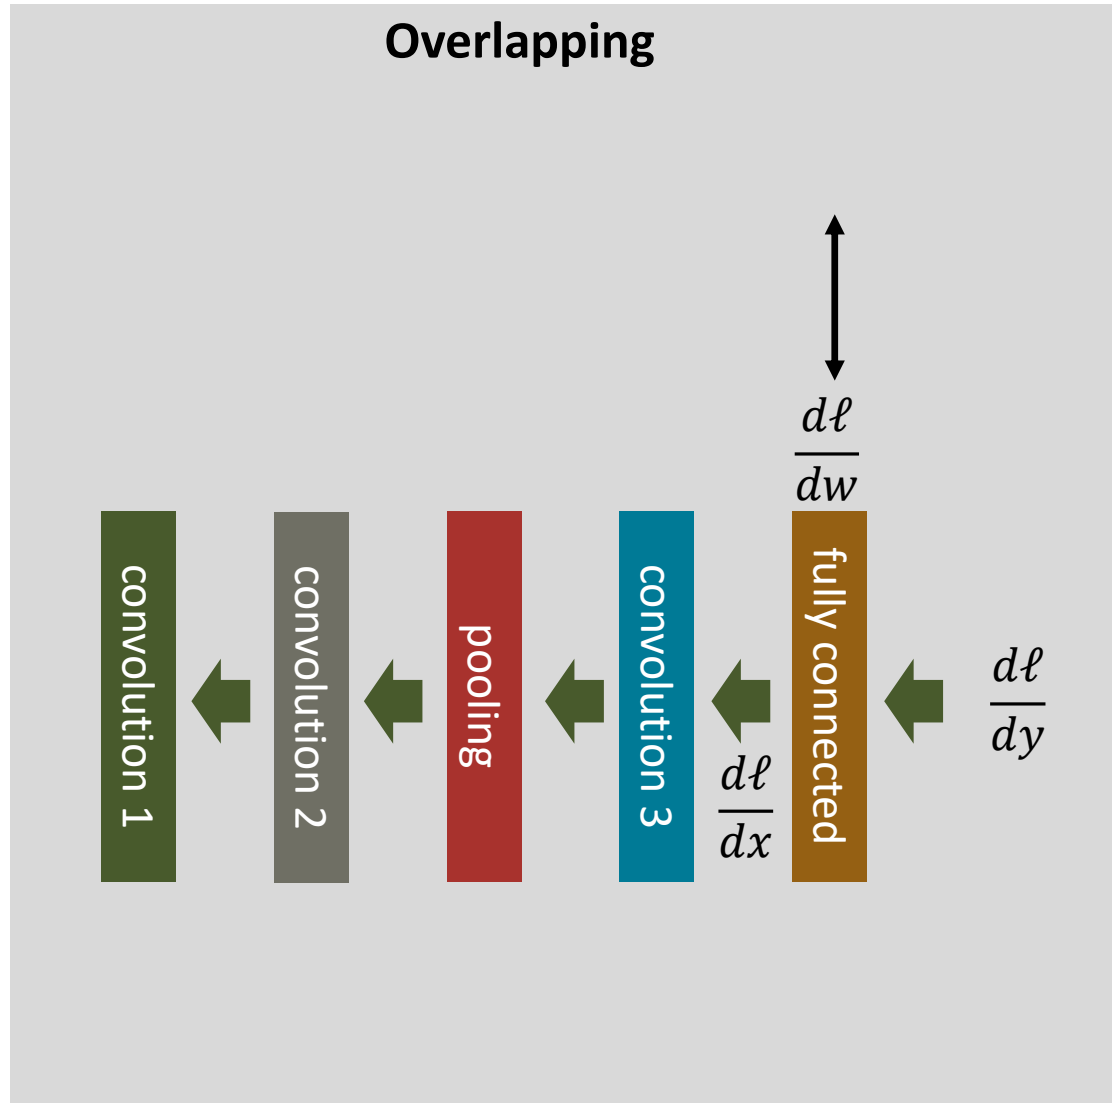 Overlapping
dℓ
dw
convolution 1
convolution 2
pooling
convolution 3
fully connected
dℓ
dx
dℓ
dy